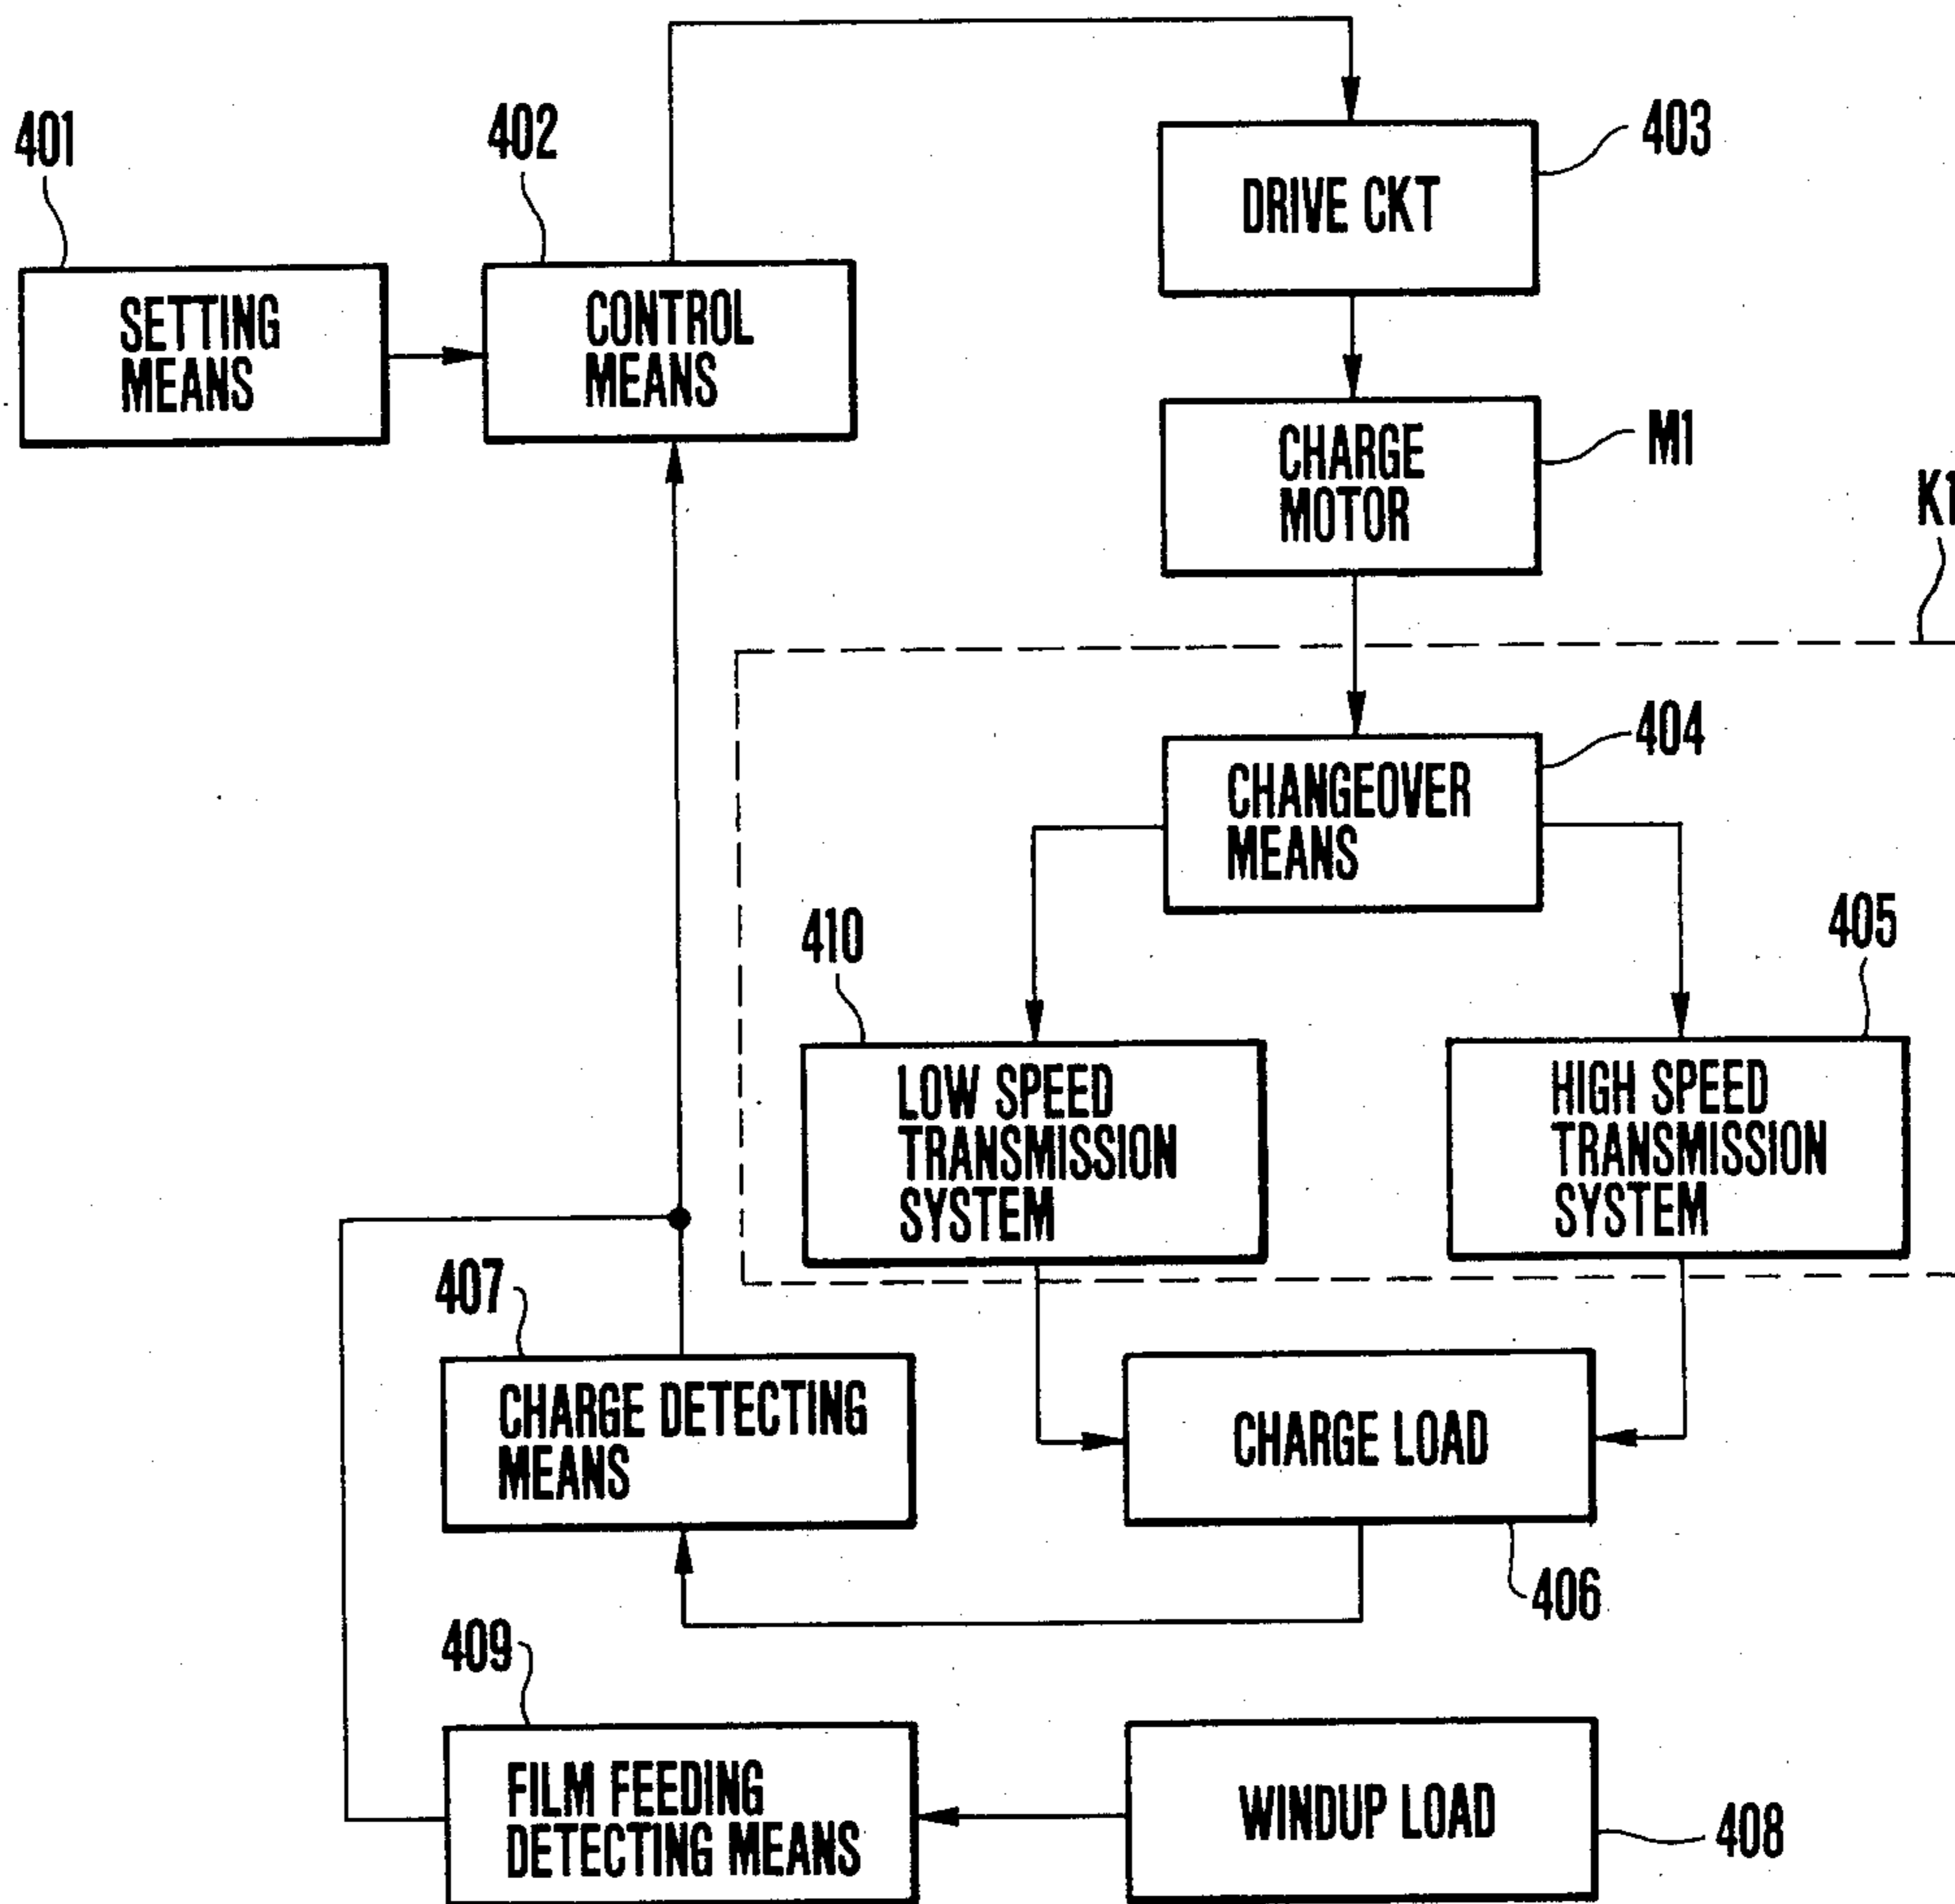 401
402
403
SETTING
MEANS
CONTROL
MEANS
DRIVE CKT
CHARGE
MOTOR
M1
K1
CHANGEOVER
MEANS
404
410
405
LOW SPEED
TRANSMISSION
SYSTEM
HIGH SPEED
TRANSMISSION
SYSTEM
407
CHARGE DETECTING
MEANS
CHARGE LOAD
406
409
FILM FEEDING
DETECTING MEANS
WINDUP LOAD
408